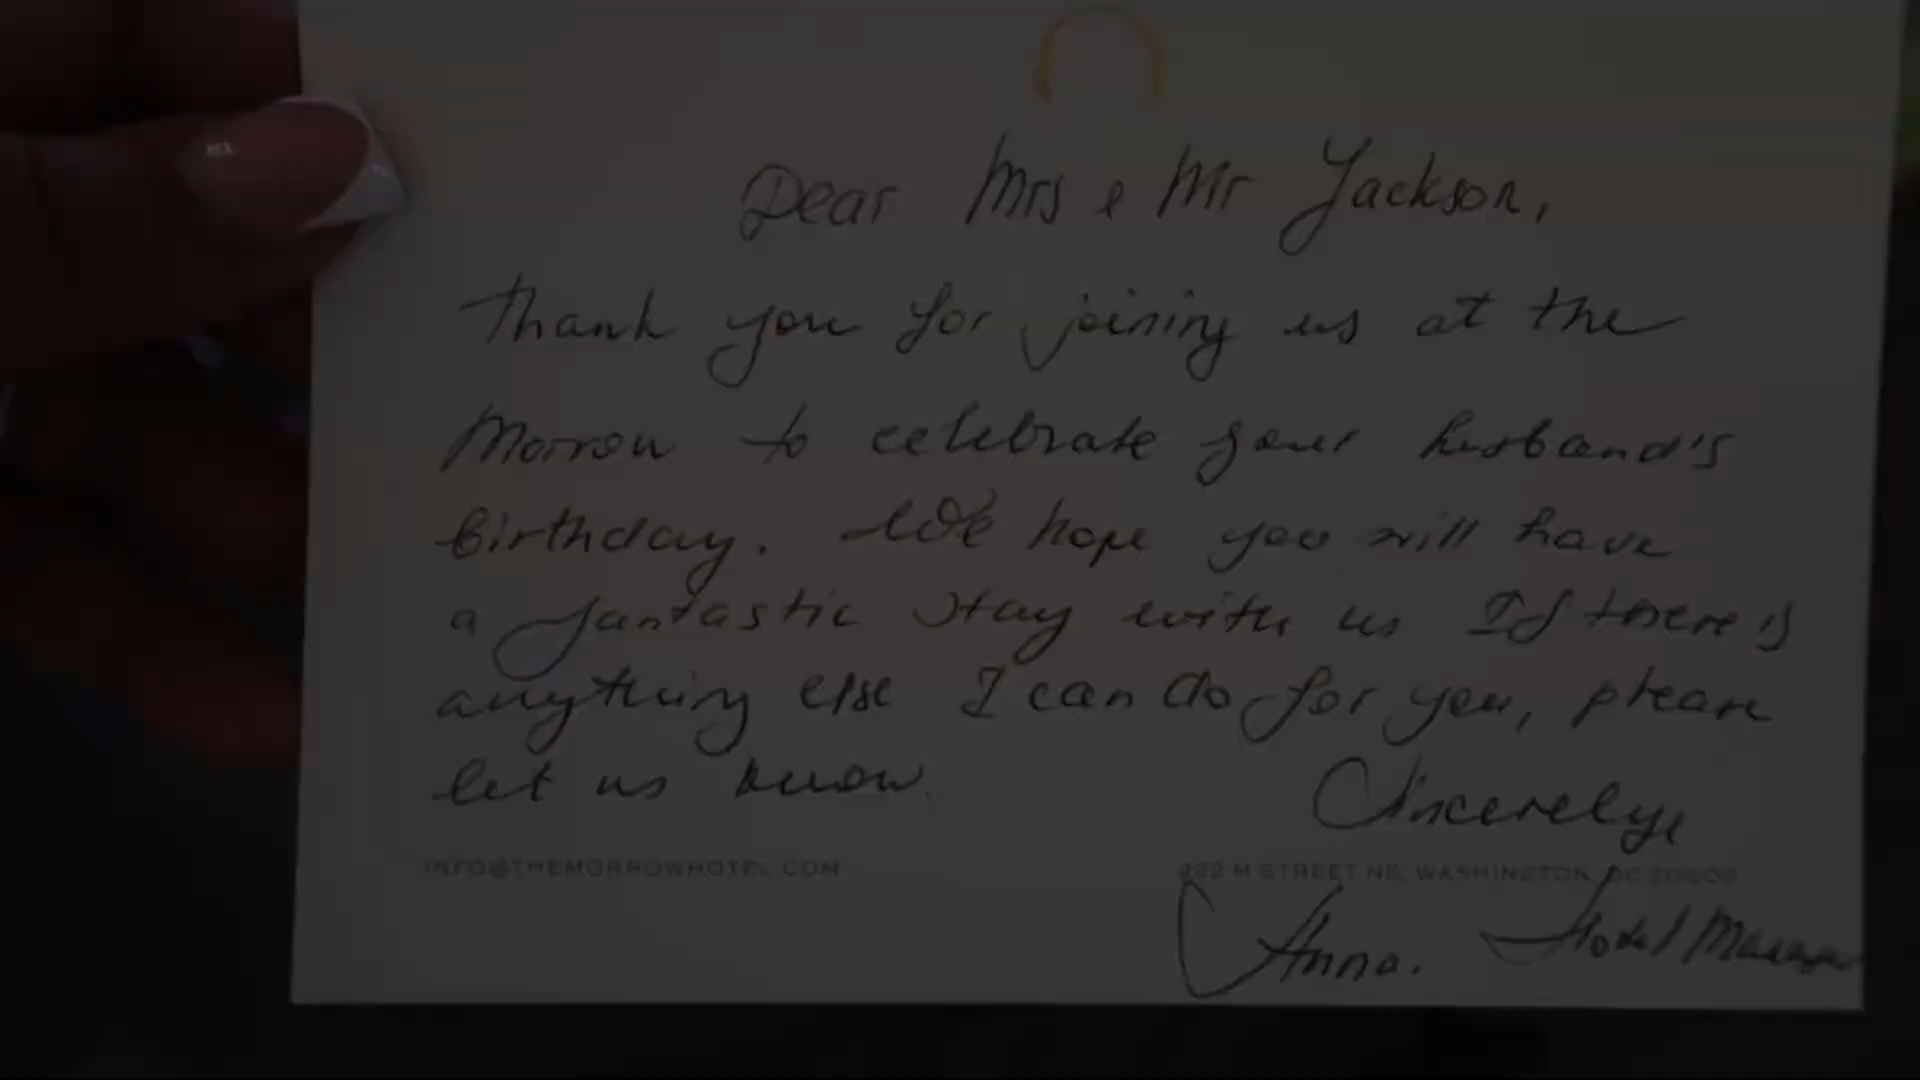 Dear Mrs & Mr Jackson,
Thank you for joining us at the
Morrow to celebrate your husband's
birthday. We hope you will have
a fantastic stay with us If there is
anything else I can do for you, please
let us know.
Sincerely,
INFO@THEMORROWHOTEL.COM
222 M STREET NE, WASHINGTON, DC 20002
Anna. Hotel Manager